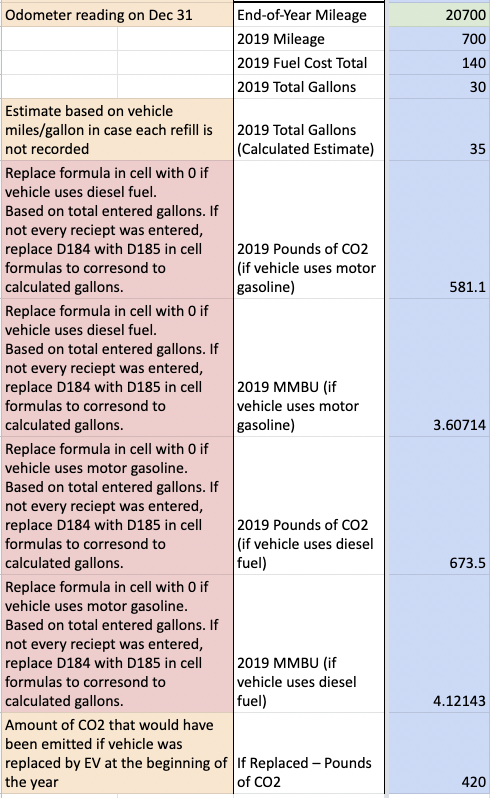 Odometer reading on Dec 31 End-of-Year Mileage 20700
2019 Mileage 700
2019 Fuel Cost Total 140
2019 Total Gallons 30
Estimate based on vehicle
miles/gallon in case each refill is
not recorded
2019 Total Gallons
(Calculated Estimate) 35
Replace formula in cell with 0 if
vehicle uses diesel fuel.
Based on total entered gallons. If
not every reciept was entered,
replace D184 with D185 in cell
formulas to corresond to
calculated gallons.
2019 Pounds of CO2
(if vehicle uses motor
gasoline) 581.1
Replace formula in cell with 0 if
vehicle uses diesel fuel.
Based on total entered gallons. If
not every reciept was entered,
replace D184 with D185 in cell
formulas to corresond to
calculated gallons.
2019 MMBU (if
vehicle uses motor
gasoline) 3.60714
Replace formula in cell with 0 if
vehicle uses motor gasoline.
Based on total entered gallons. If
not every reciept was entered,
replace D184 with D185 in cell
formulas to corresond to
calculated gallons.
2019 Pounds of CO2
(if vehicle uses diesel
fuel) 673.5
Replace formula in cell with 0 if
vehicle uses motor gasoline.
Based on total entered gallons. If
not every reciept was entered,
replace D184 with D185 in cell
formulas to corresond to
calculated gallons.
2019 MMBU (if
vehicle uses diesel
fuel) 4.12143
Amount of CO2 that would have
been emitted if vehicle was
replaced by EV at the beginning of
the year
If Replaced – Pounds
of CO2 420